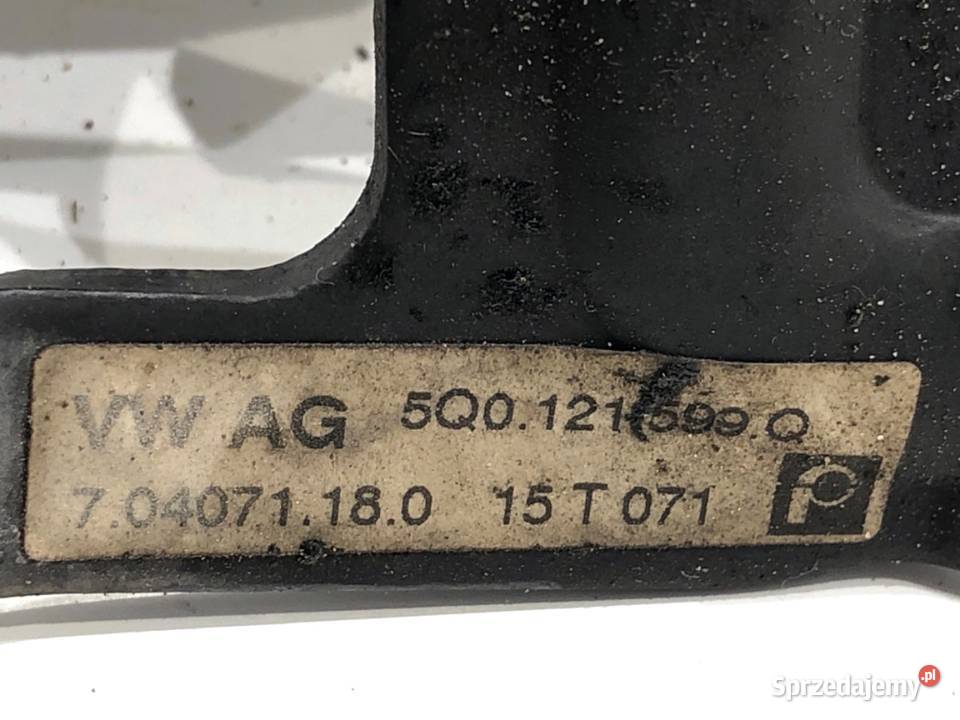 VW AG 5Q0.121.599.Q
7.04071.18.0 15 T 071
Sprzedajemy.pl